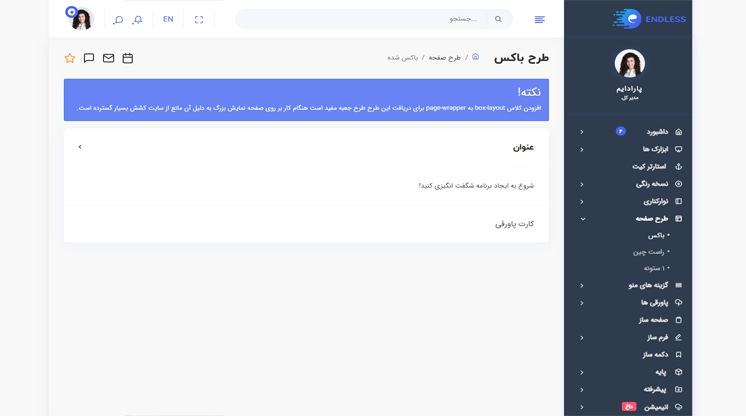 ENDLESS
پارادایم
مدیر کل
داشبورد
۶
ابزارک ها
استارتر کیت
نسخه رنگی
نوارکناری
طرح صفحه
باکس
راست چین
۱ ستونه
گزینه های منو
پاورقی ها
صفحه ساز
فرم ساز
دکمه ساز
پایه
پیشرفته
انیمیشن
داغ
جستجو...
EN
طرح باکس
/ طرح صفحه / باکس شده
نکته!
افزودن کلاس box-layout به page-wrapper برای دریافت این طرح طرح جعبه مفید است هنگام کار بر روی صفحه نمایش بزرگ به دلیل آن مانع از سایت کشش بسیار گسترده است.
عنوان
شروع به ایجاد برنامه شگفت انگیزی کنید!
کارت پاورقی